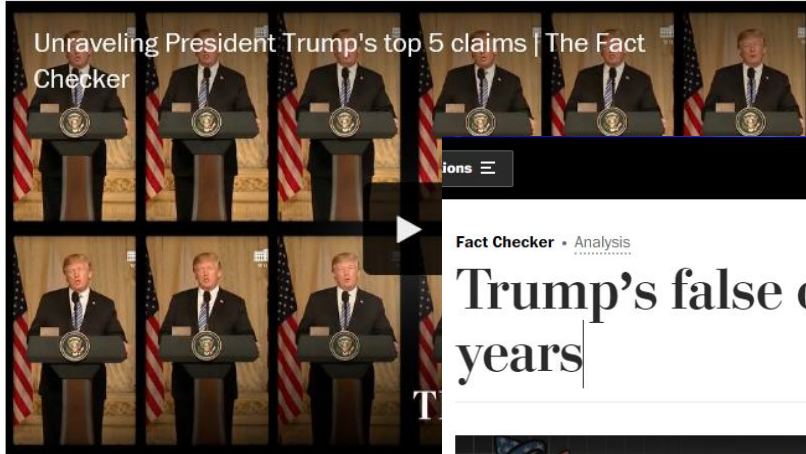 Unraveling President Trump's top 5 claims | The Fact
Checker
ions
Fact Checker • Analysis
Trump's false
years
T